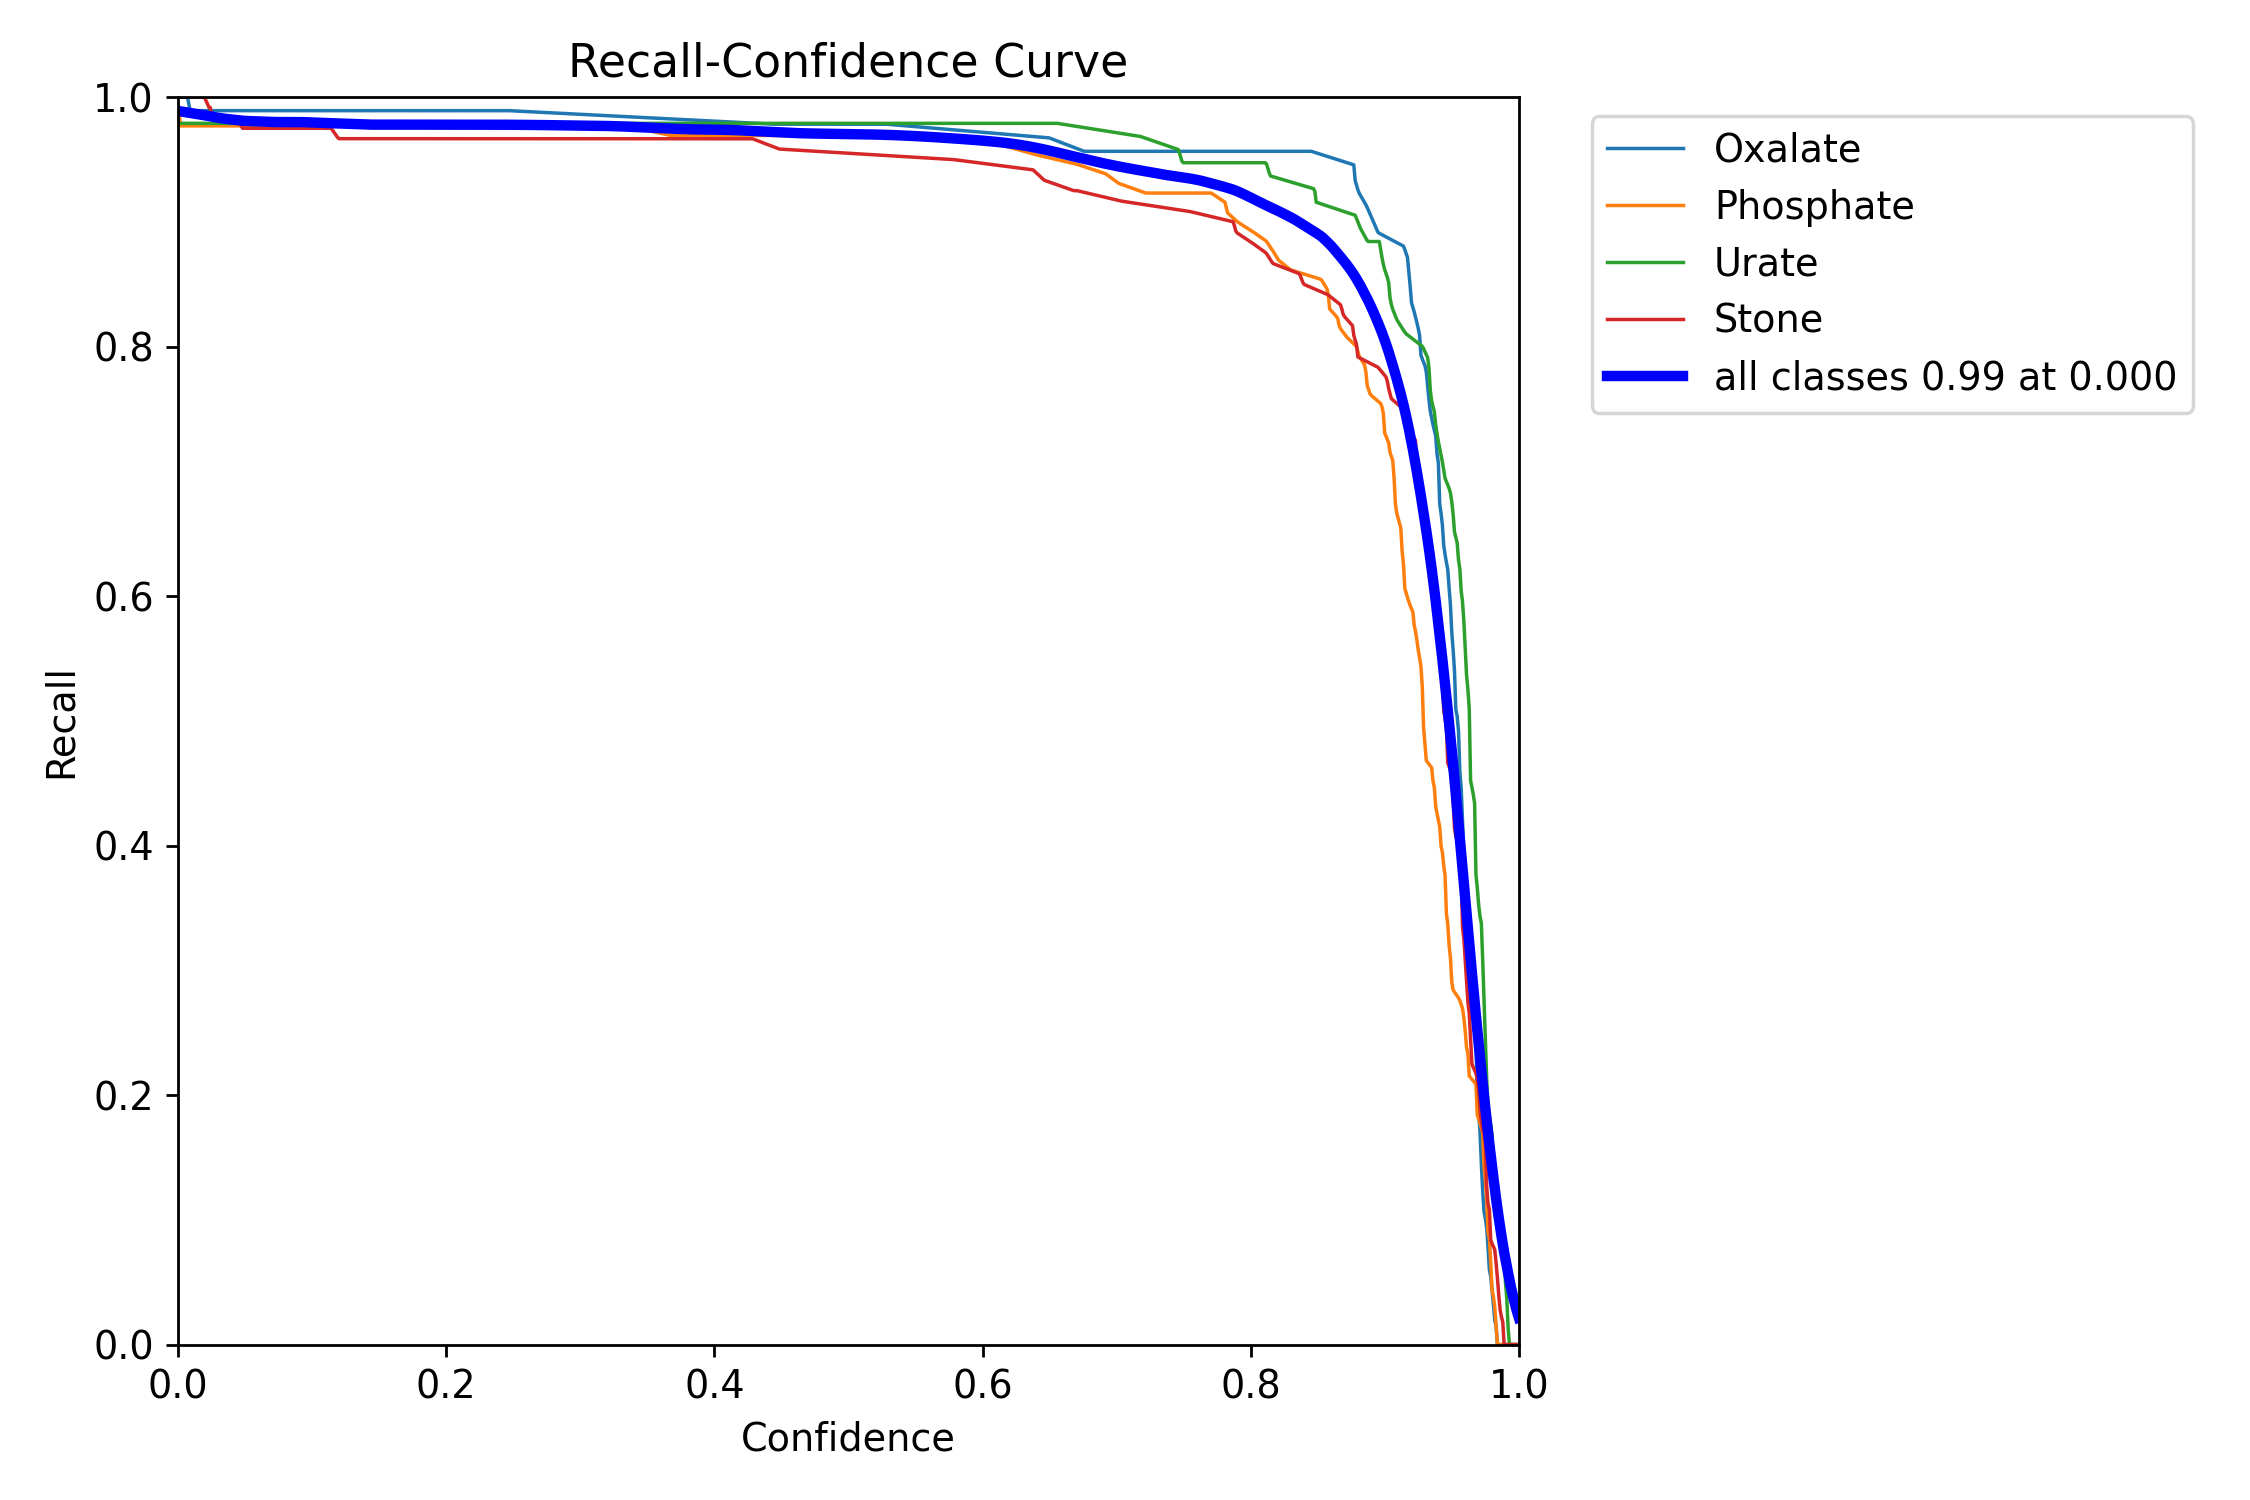 Recall-Confidence Curve
1.0
0.8
0.6
0.4
0.2
0.0
Recall
0.0 0.2 0.4 0.6 0.8 1.0
Confidence
Oxalate
Phosphate
Urate
Stone
all classes 0.99 at 0.000